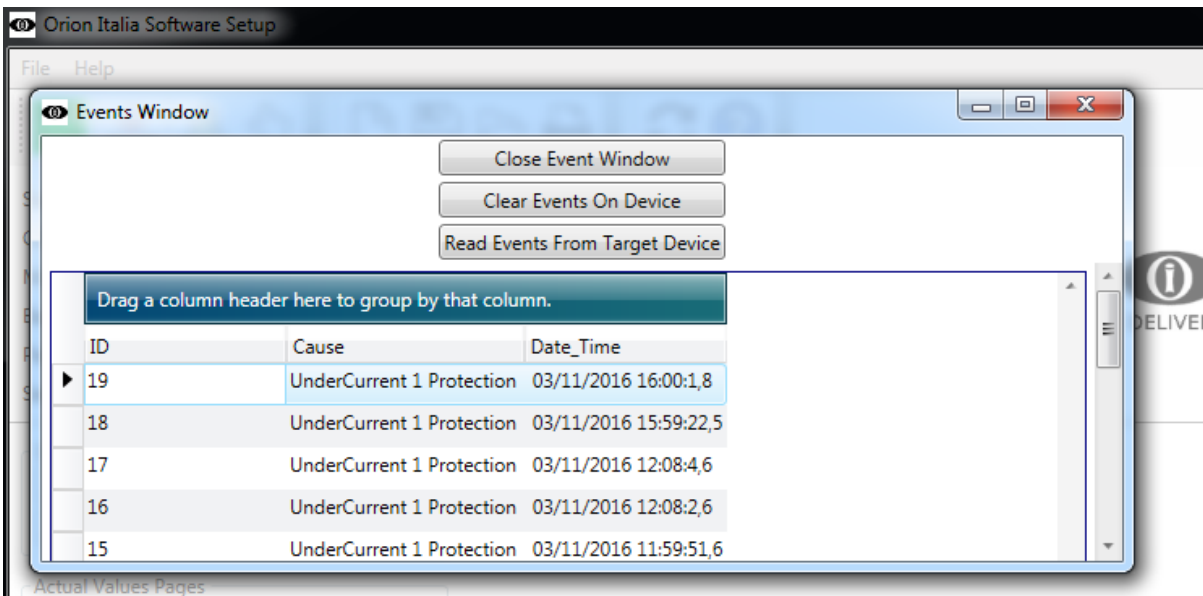 Orion Italia Software Setup
File Help
Events Window
Close Event Window
Clear Events On Device
Read Events From Target Device
Drag a column header here to group by that column.
ID Cause Date_Time
19 UnderCurrent 1 Protection 03/11/2016 16:00:1,8
18 UnderCurrent 1 Protection 03/11/2016 15:59:22,5
17 UnderCurrent 1 Protection 03/11/2016 12:08:4,6
16 UnderCurrent 1 Protection 03/11/2016 12:08:2,6
15 UnderCurrent 1 Protection 03/11/2016 11:59:51,6
Actual Values Pages